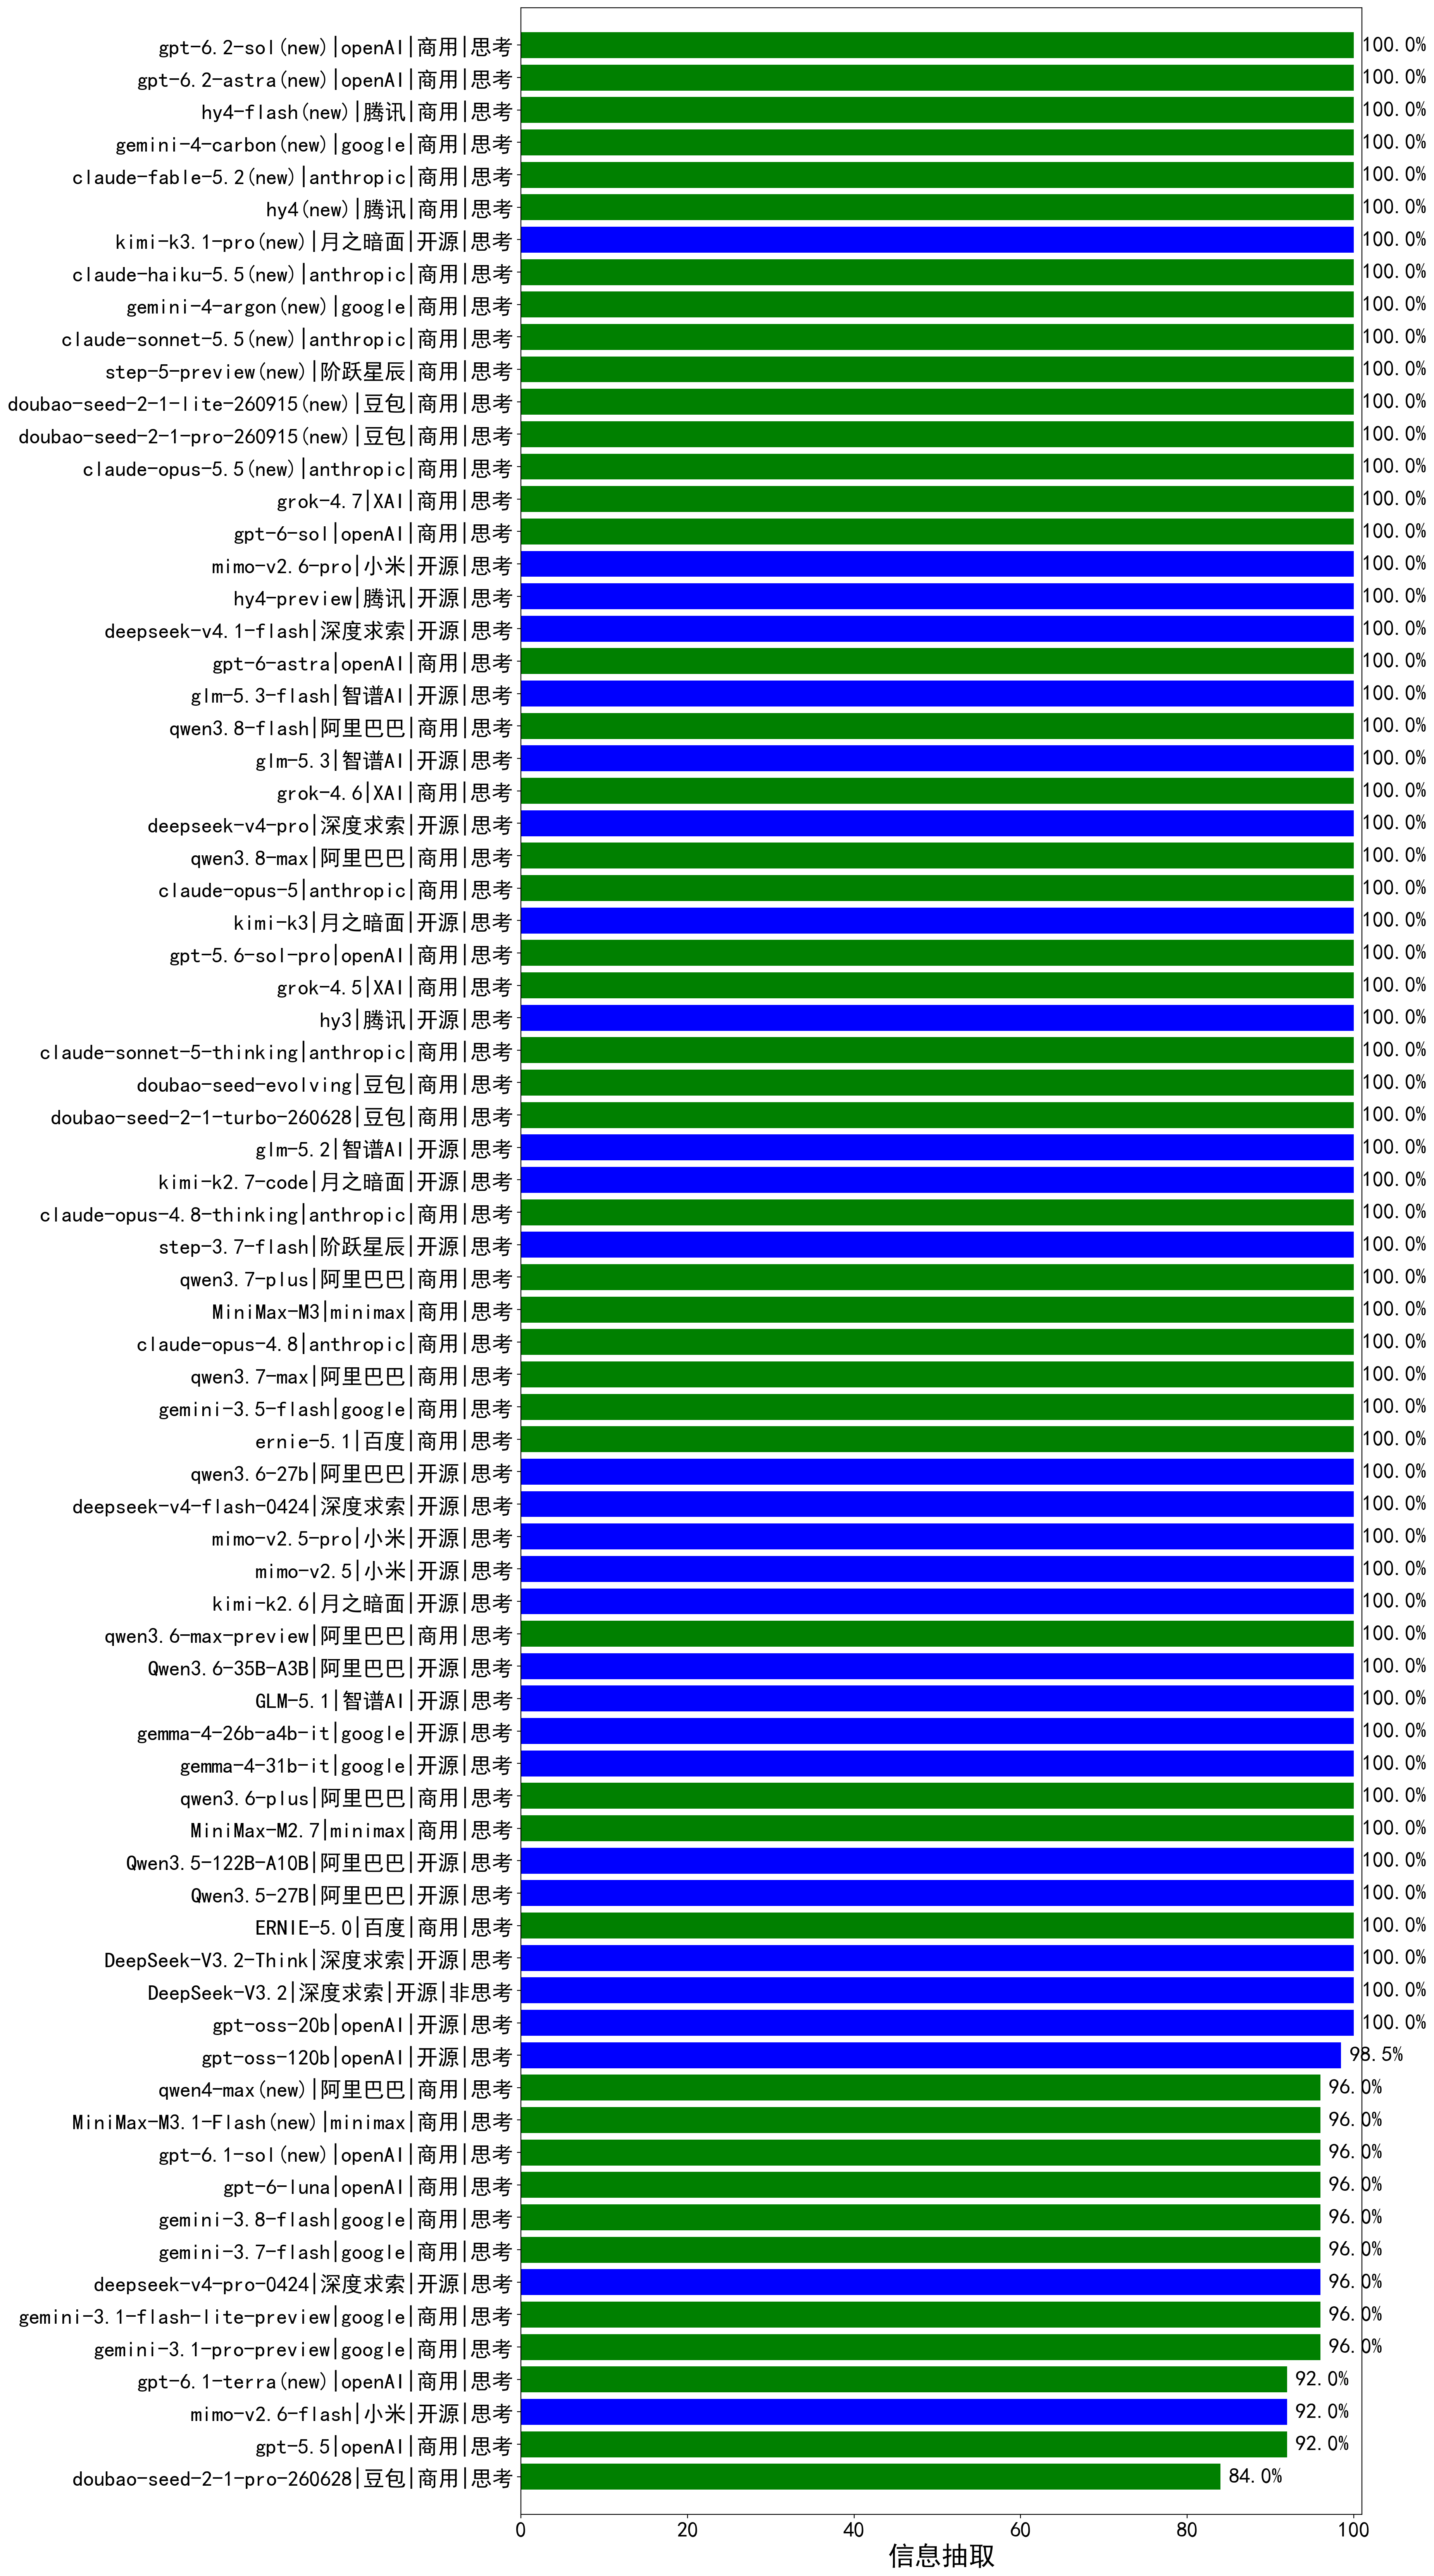 gpt-6.2-sol(new)|openAI|商用|思考 100.0%
gpt-6.2-astra(new)|openAI|商用|思考 100.0%
hy4-flash(new)|腾讯|商用|思考 100.0%
gemini-4-carbon(new)|google|商用|思考 100.0%
claude-fable-5.2(new)|anthropic|商用|思考 100.0%
hy4(new)|腾讯|商用|思考 100.0%
kimi-k3.1-pro(new)|月之暗面|开源|思考 100.0%
claude-haiku-5.5(new)|anthropic|商用|思考 100.0%
gemini-4-argon(new)|google|商用|思考 100.0%
claude-sonnet-5.5(new)|anthropic|商用|思考 100.0%
step-5-preview(new)|阶跃星辰|商用|思考 100.0%
doubao-seed-2-1-lite-260915(new)|豆包|商用|思考 100.0%
doubao-seed-2-1-pro-260915(new)|豆包|商用|思考 100.0%
claude-opus-5.5(new)|anthropic|商用|思考 100.0%
grok-4.7|XAI|商用|思考 100.0%
gpt-6-sol|openAI|商用|思考 100.0%
mimo-v2.6-pro|小米|开源|思考 100.0%
hy4-preview|腾讯|开源|思考 100.0%
deepseek-v4.1-flash|深度求索|开源|思考 100.0%
gpt-6-astra|openAI|商用|思考 100.0%
glm-5.3-flash|智谱AI|开源|思考 100.0%
qwen3.8-flash|阿里巴巴|商用|思考 100.0%
glm-5.3|智谱AI|开源|思考 100.0%
grok-4.6|XAI|商用|思考 100.0%
deepseek-v4-pro|深度求索|开源|思考 100.0%
qwen3.8-max|阿里巴巴|商用|思考 100.0%
claude-opus-5|anthropic|商用|思考 100.0%
kimi-k3|月之暗面|开源|思考 100.0%
gpt-5.6-sol-pro|openAI|商用|思考 100.0%
grok-4.5|XAI|商用|思考 100.0%
hy3|腾讯|开源|思考 100.0%
claude-sonnet-5-thinking|anthropic|商用|思考 100.0%
doubao-seed-evolving|豆包|商用|思考 100.0%
doubao-seed-2-1-turbo-260628|豆包|商用|思考 100.0%
glm-5.2|智谱AI|开源|思考 100.0%
kimi-k2.7-code|月之暗面|开源|思考 100.0%
claude-opus-4.8-thinking|anthropic|商用|思考 100.0%
step-3.7-flash|阶跃星辰|开源|思考 100.0%
qwen3.7-plus|阿里巴巴|商用|思考 100.0%
MiniMax-M3|minimax|商用|思考 100.0%
claude-opus-4.8|anthropic|商用|思考 100.0%
qwen3.7-max|阿里巴巴|商用|思考 100.0%
gemini-3.5-flash|google|商用|思考 100.0%
ernie-5.1|百度|商用|思考 100.0%
qwen3.6-27b|阿里巴巴|开源|思考 100.0%
deepseek-v4-flash-0424|深度求索|开源|思考 100.0%
mimo-v2.5-pro|小米|开源|思考 100.0%
mimo-v2.5|小米|开源|思考 100.0%
kimi-k2.6|月之暗面|开源|思考 100.0%
qwen3.6-max-preview|阿里巴巴|商用|思考 100.0%
Qwen3.6-35B-A3B|阿里巴巴|开源|思考 100.0%
GLM-5.1|智谱AI|开源|思考 100.0%
gemma-4-26b-a4b-it|google|开源|思考 100.0%
gemma-4-31b-it|google|开源|思考 100.0%
qwen3.6-plus|阿里巴巴|商用|思考 100.0%
MiniMax-M2.7|minimax|商用|思考 100.0%
Qwen3.5-122B-A10B|阿里巴巴|开源|思考 100.0%
Qwen3.5-27B|阿里巴巴|开源|思考 100.0%
ERNIE-5.0|百度|商用|思考 100.0%
DeepSeek-V3.2-Think|深度求索|开源|思考 100.0%
DeepSeek-V3.2|深度求索|开源|非思考 100.0%
gpt-oss-20b|openAI|开源|思考 100.0%
gpt-oss-120b|openAI|开源|思考 98.5%
qwen4-max(new)|阿里巴巴|商用|思考 96.0%
MiniMax-M3.1-Flash(new)|minimax|商用|思考 96.0%
gpt-6.1-sol(new)|openAI|商用|思考 96.0%
gpt-6-luna|openAI|商用|思考 96.0%
gemini-3.8-flash|google|商用|思考 96.0%
gemini-3.7-flash|google|商用|思考 96.0%
deepseek-v4-pro-0424|深度求索|开源|思考 96.0%
gemini-3.1-flash-lite-preview|google|商用|思考 96.0%
gemini-3.1-pro-preview|google|商用|思考 96.0%
gpt-6.1-terra(new)|openAI|商用|思考 92.0%
mimo-v2.6-flash|小米|开源|思考 92.0%
gpt-5.5|openAI|商用|思考 92.0%
doubao-seed-2-1-pro-260628|豆包|商用|思考 84.0%
0 20 40 60 80 100
信息抽取